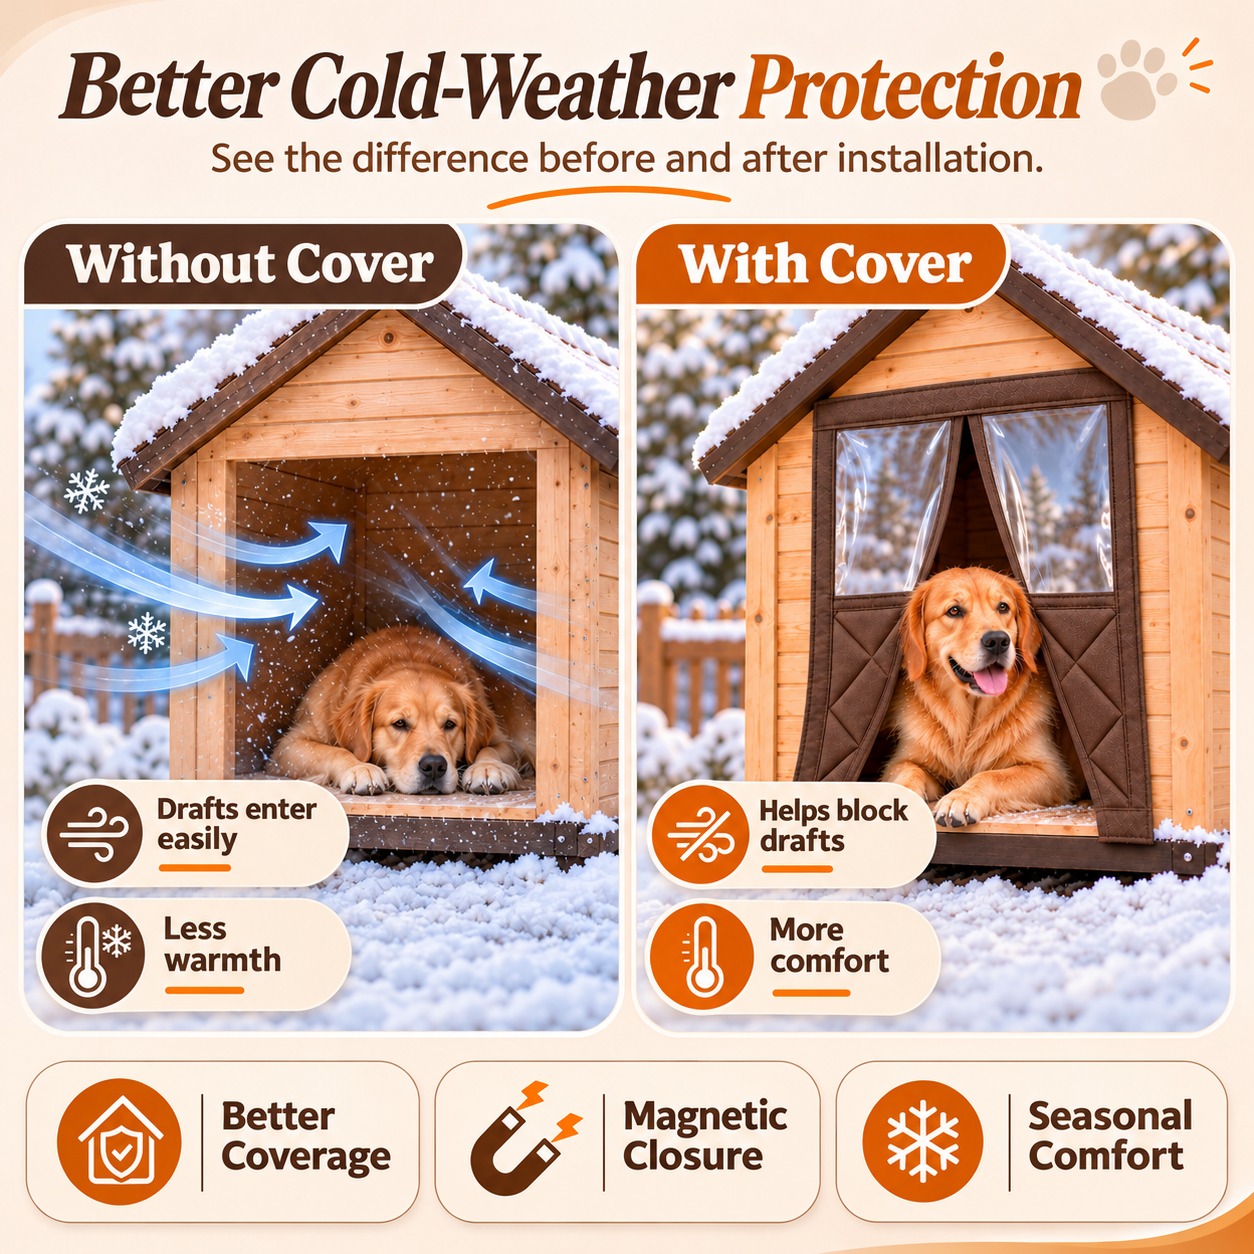 Better Cold-Weather Protection
See the difference before and after installation.
Without Cover
With Cover
Drafts enter
easily
Less
warmth
Helps block
drafts
More
comfort
Better
Coverage
Magnetic
Closure
Seasonal
Comfort